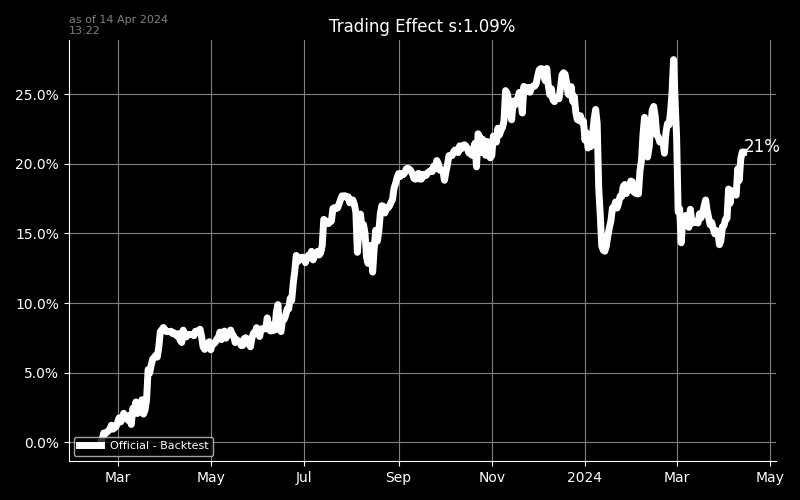 as of 14 Apr 2024
13:22
Trading Effect s:1.09%
25.0%
20.0%
15.0%
10.0%
5.0%
0.0%
21%
Official - Backtest
Mar May Jul Sep Nov 2024 Mar May